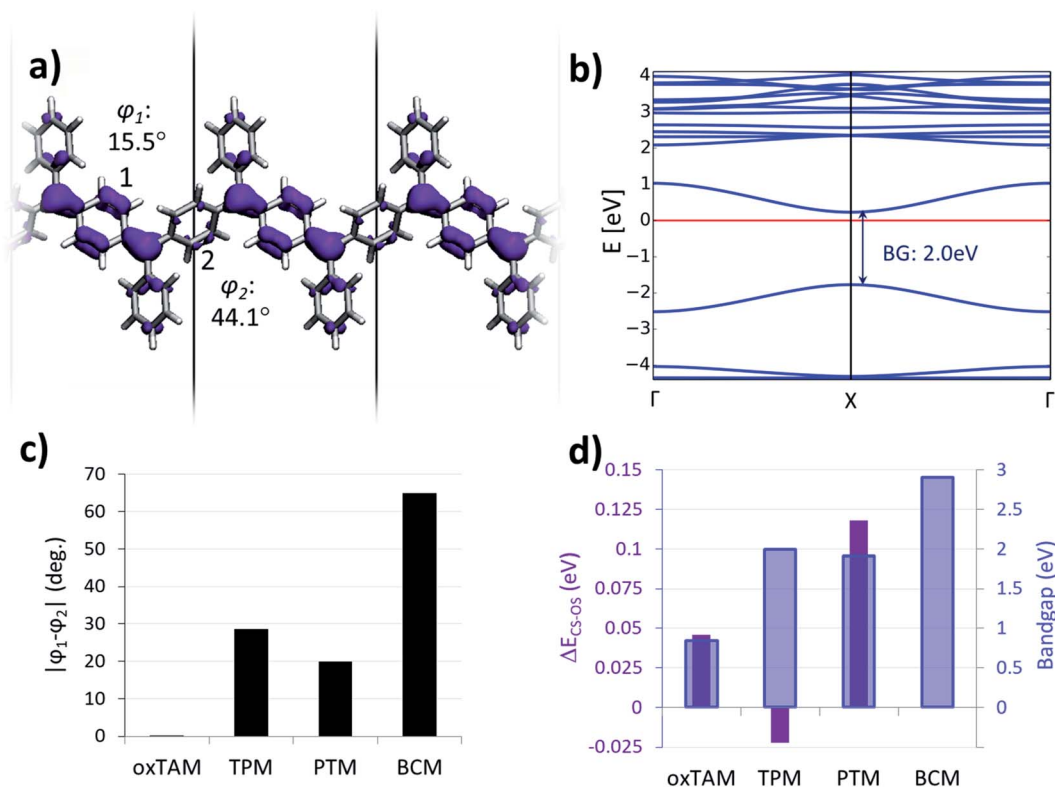 a)
φ1:
15.5°
1
2
φ2:
44.1°
b)
E [eV]
4
3
2
1
0
−1
−2
−3
−4
BG: 2.0eV
Γ
X
Γ
c)
|φ1-φ2| (deg.)
70
60
50
40
30
20
10
0
oxTAM
TPM
PTM
BCM
d)
ΔECS-OS (eV)
0.15
0.125
0.1
0.075
0.05
0.025
0
-0.025
3
2.5
2
1.5
1
0.5
0
Bandgap (eV)
oxTAM
TPM
PTM
BCM